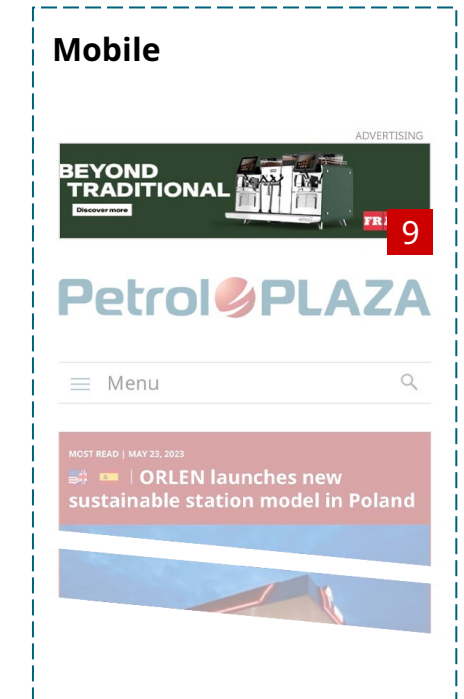 Mobile
ADVERTISING
BEYOND
TRADITIONAL
Discover more
9
PetrolPLAZA
Menu
MOST READ | MAY 23, 2023
| ORLEN launches new
sustainable station model in Poland